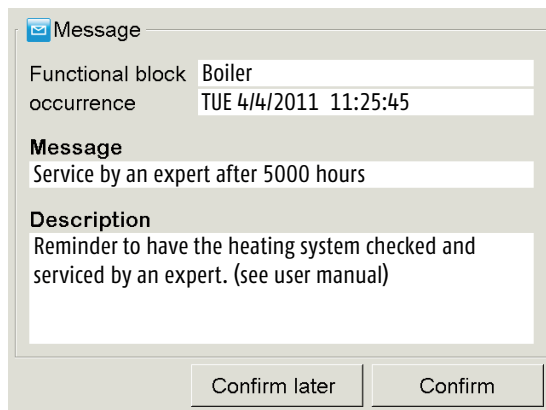 Message
Functional block Boiler
occurrence TUE 4/4/2011 11:25:45
Message
Service by an expert after 5000 hours
Description
Reminder to have the heating system checked and
serviced by an expert. (see user manual)
Confirm later Confirm